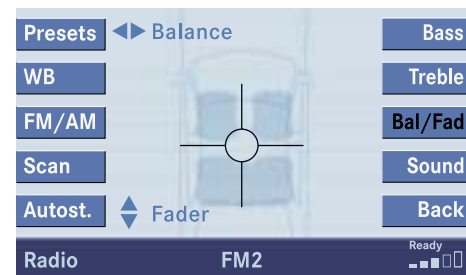 Presets
Balance
Bass
WB
Treble
FM/AM
Bal/Fad
Scan
Sound
Autost.
Fader
Back
Radio
FM2
Ready